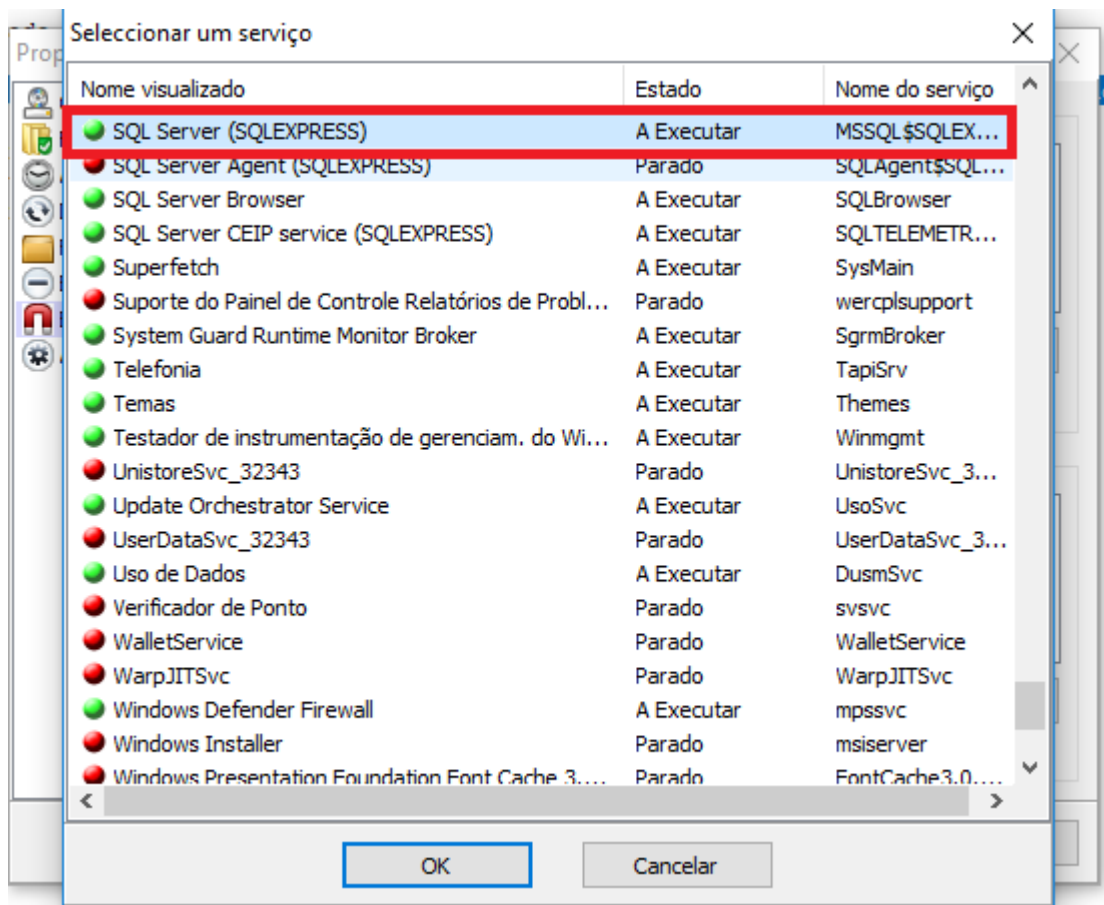 Seleccionar um serviço
Prop
Nome visualizado Estado Nome do serviço
SQL Server (SQLEXPRESS) A Executar MSSQL$SQLEX...
SQL Server Agent (SQLEXPRESS) Parado SQLAgent$SQL...
SQL Server Browser A Executar SQLBrowser
SQL Server CEIP service (SQLEXPRESS) A Executar SQLTELEMETR...
Superfetch A Executar SysMain
Suporte do Painel de Controle Relatórios de Probl... Parado wercplsupport
System Guard Runtime Monitor Broker A Executar SgrmBroker
Telefonia A Executar TapiSrv
Temas A Executar Themes
Testador de instrumentação de gerenciam. do Wi... A Executar Winmgmt
UnistoreSvc_32343 Parado UnistoreSvc_3...
Update Orchestrator Service A Executar UsoSvc
UserDataSvc_32343 Parado UserDataSvc_3...
Uso de Dados A Executar DusmSvc
Verificador de Ponto Parado svsvc
WalletService Parado WalletService
WarpJITSvc Parado WarpJITSvc
Windows Defender Firewall A Executar mpssvc
Windows Installer Parado msiserver
Windows Presentation Foundation Font Cache 3.... Parado FontCache3.0....
OK Cancelar